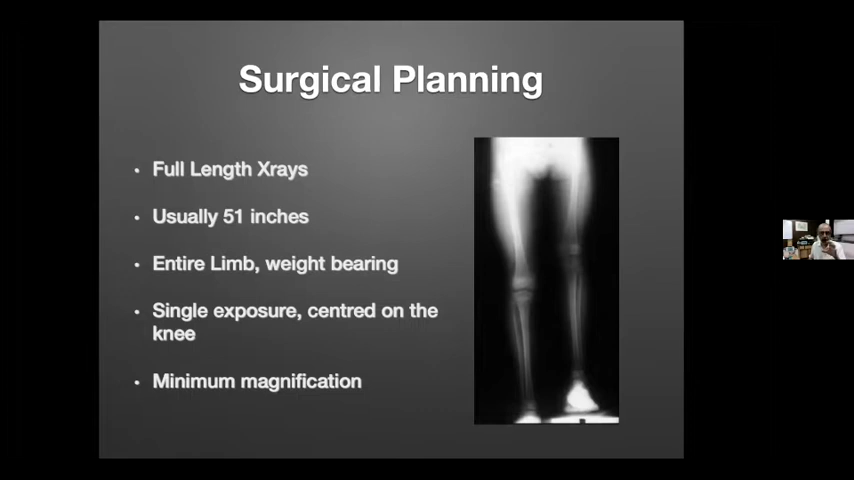 Surgical Planning
• Full Length Xrays
• Usually 51 inches
• Entire Limb, weight bearing
• Single exposure, centred on the
knee
• Minimum magnification